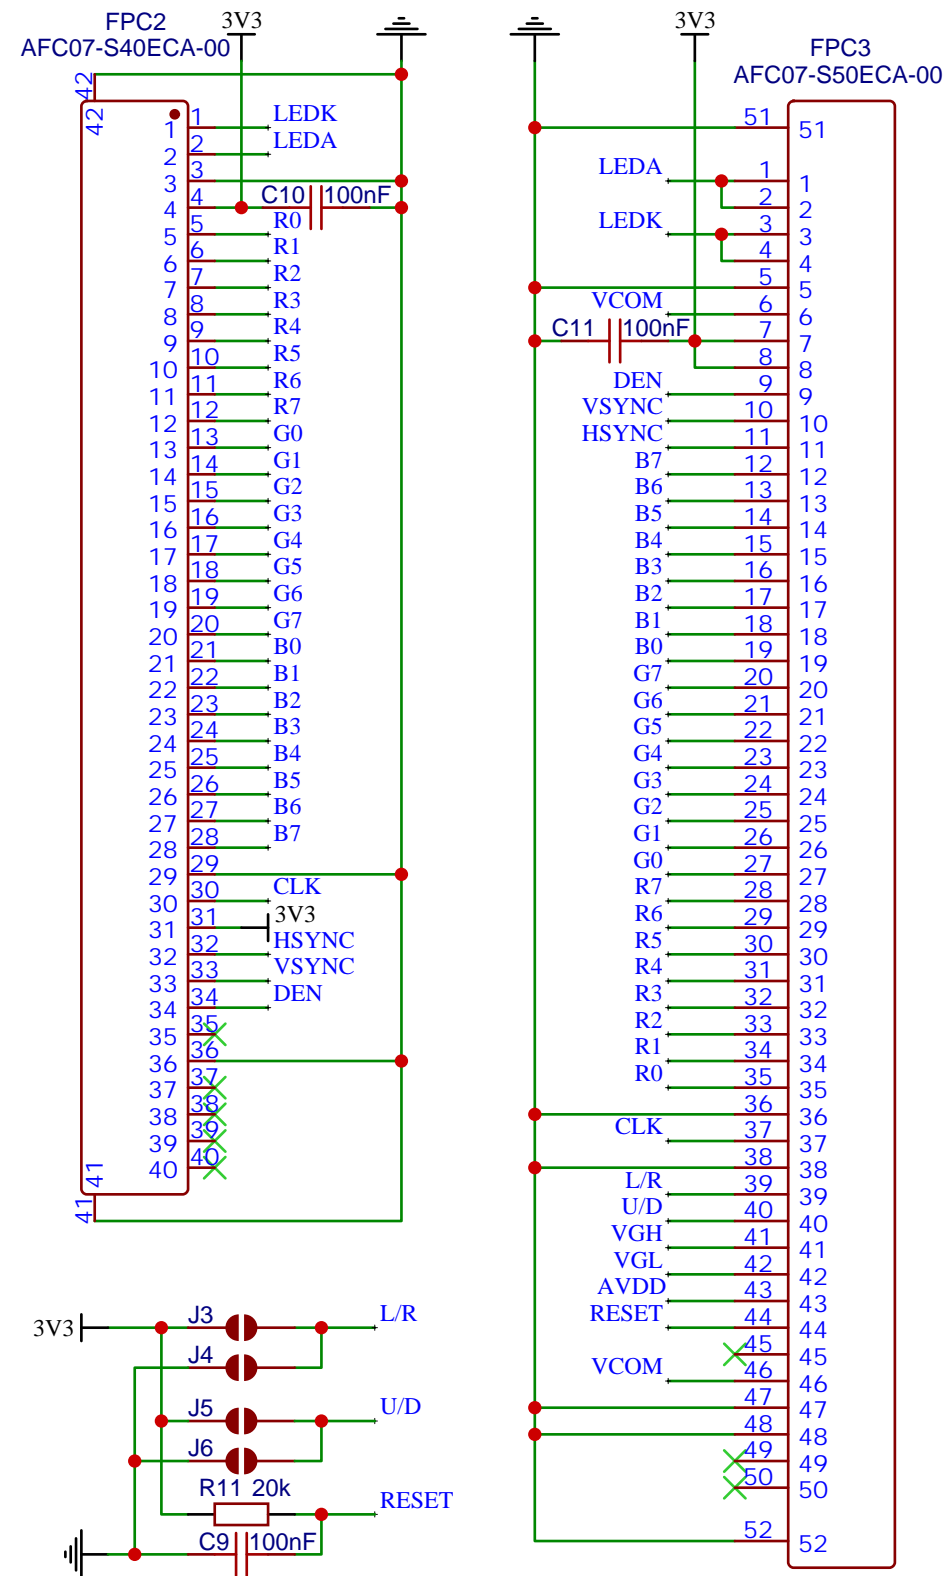 FPC2
AFC07-S40ECA-00
3V3
42
42
1 1 LEDK
2 2 LEDA
3 3
4 4 C10 100nF
5 5 R0
6 6 R1
7 7 R2
8 8 R3
9 9 R4
10 10 R5
11 11 R6
12 12 R7
13 13 G0
14 14 G1
15 15 G2
16 16 G3
17 17 G4
18 18 G5
19 19 G6
20 20 G7
21 21 B0
22 22 B1
23 23 B2
24 24 B3
25 25 B4
26 26 B5
27 27 B6
28 28 B7
29 29
30 30 CLK
31 31 3V3
32 32 HSYNC
33 33 VSYNC
34 34 DEN
35 35
36 36
37 37
38 38
39 39
40 40
41
41
3V3
FPC3
AFC07-S50ECA-00
51 51
LEDA 1 1
2 2
LEDK 3 3
4 4
5 5
VCOM 6 6
C11 100nF 7 7
8 8
DEN 9 9
VSYNC 10 10
HSYNC 11 11
B7 12 12
B6 13 13
B5 14 14
B4 15 15
B3 16 16
B2 17 17
B1 18 18
B0 19 19
G7 20 20
G6 21 21
G5 22 22
G4 23 23
G3 24 24
G2 25 25
G1 26 26
G0 27 27
R7 28 28
R6 29 29
R5 30 30
R4 31 31
R3 32 32
R2 33 33
R1 34 34
R0 35 35
36 36
CLK 37 37
38 38
L/R 39 39
U/D 40 40
VGH 41 41
VGL 42 42
AVDD 43 43
RESET 44 44
45 45
VCOM 46 46
47 47
48 48
49 49
50 50
52 52
3V3 J3 L/R
J4
J5 U/D
J6
R11 20k RESET
C9 100nF